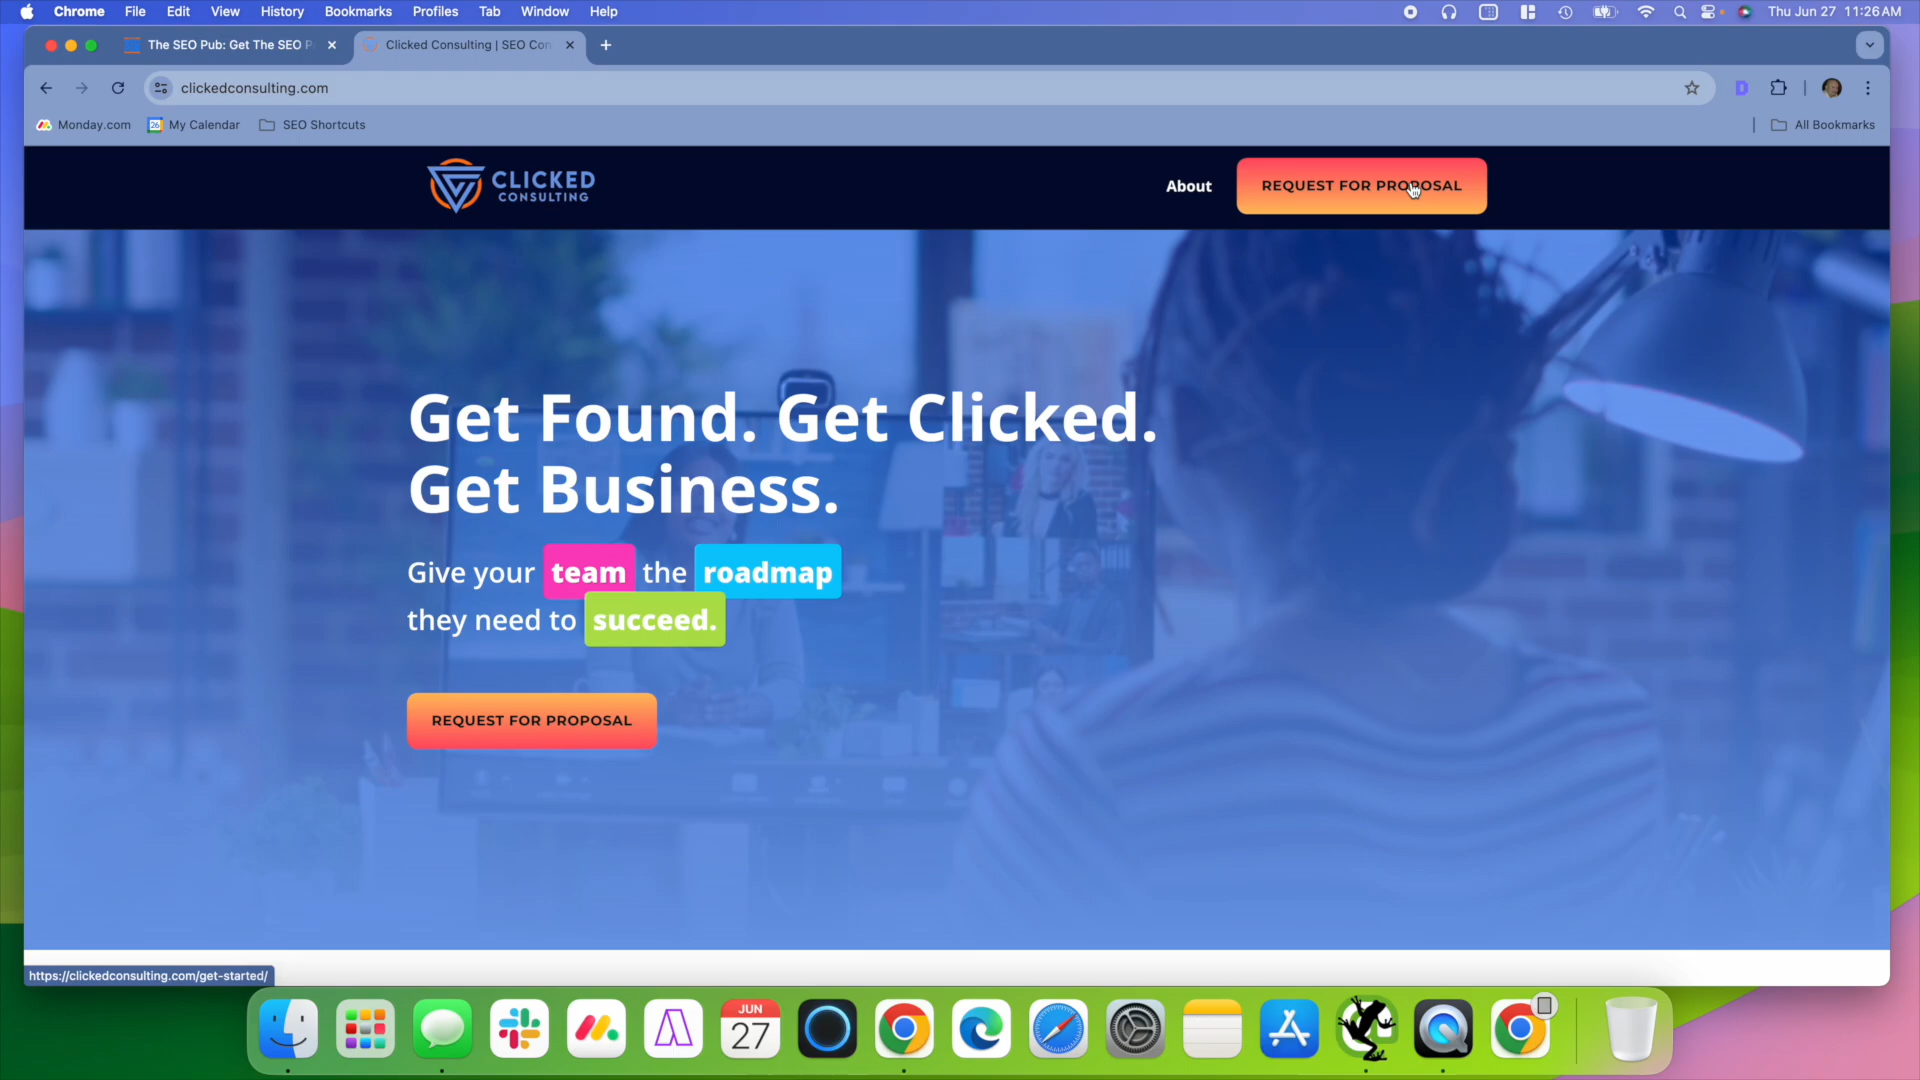 Chrome File Edit View History Bookmarks Profiles Tab Window Help
Thu Jun 27 11:26 AM
The SEO Pub: Get The SEO P
Clicked Consulting | SEO Con
clickedconsulting.com
Monday.com
26 My Calendar
SEO Shortcuts
All Bookmarks
CLICKED
CONSULTING
About
REQUEST FOR PROPOSAL
Get Found. Get Clicked.
Get Business.
Give your team the roadmap
they need to succeed.
REQUEST FOR PROPOSAL
https://clickedconsulting.com/get-started/
JUN
27